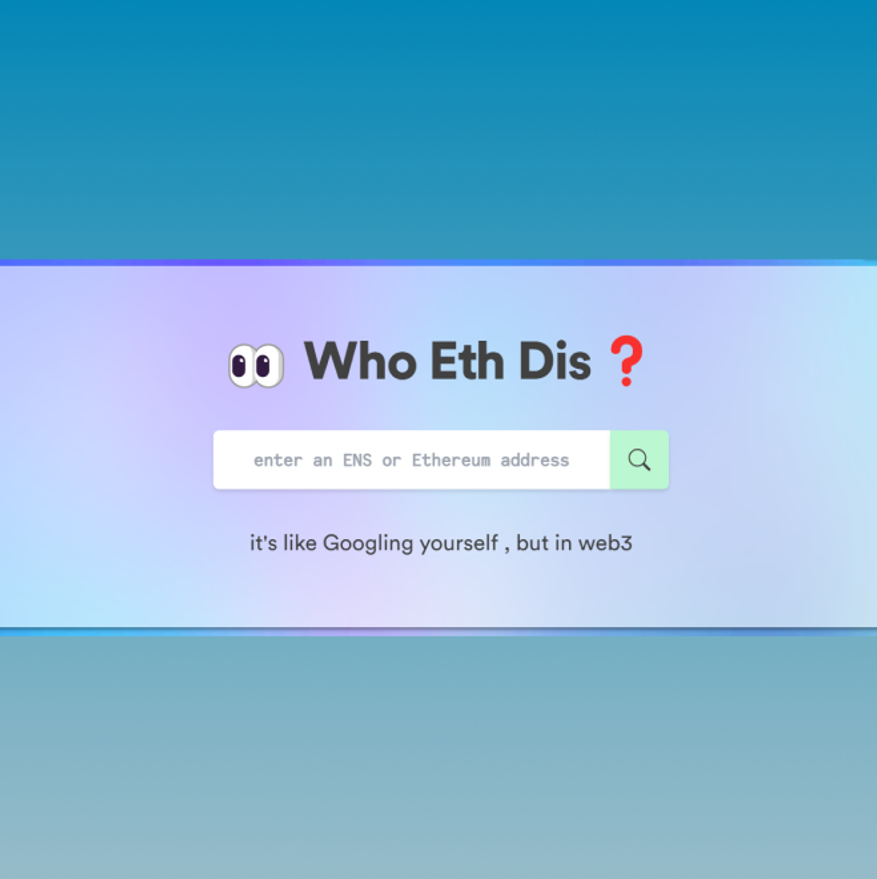 👀 Who Eth Dis ❓
enter an ENS or Ethereum address
it's like Googling yourself , but in web3